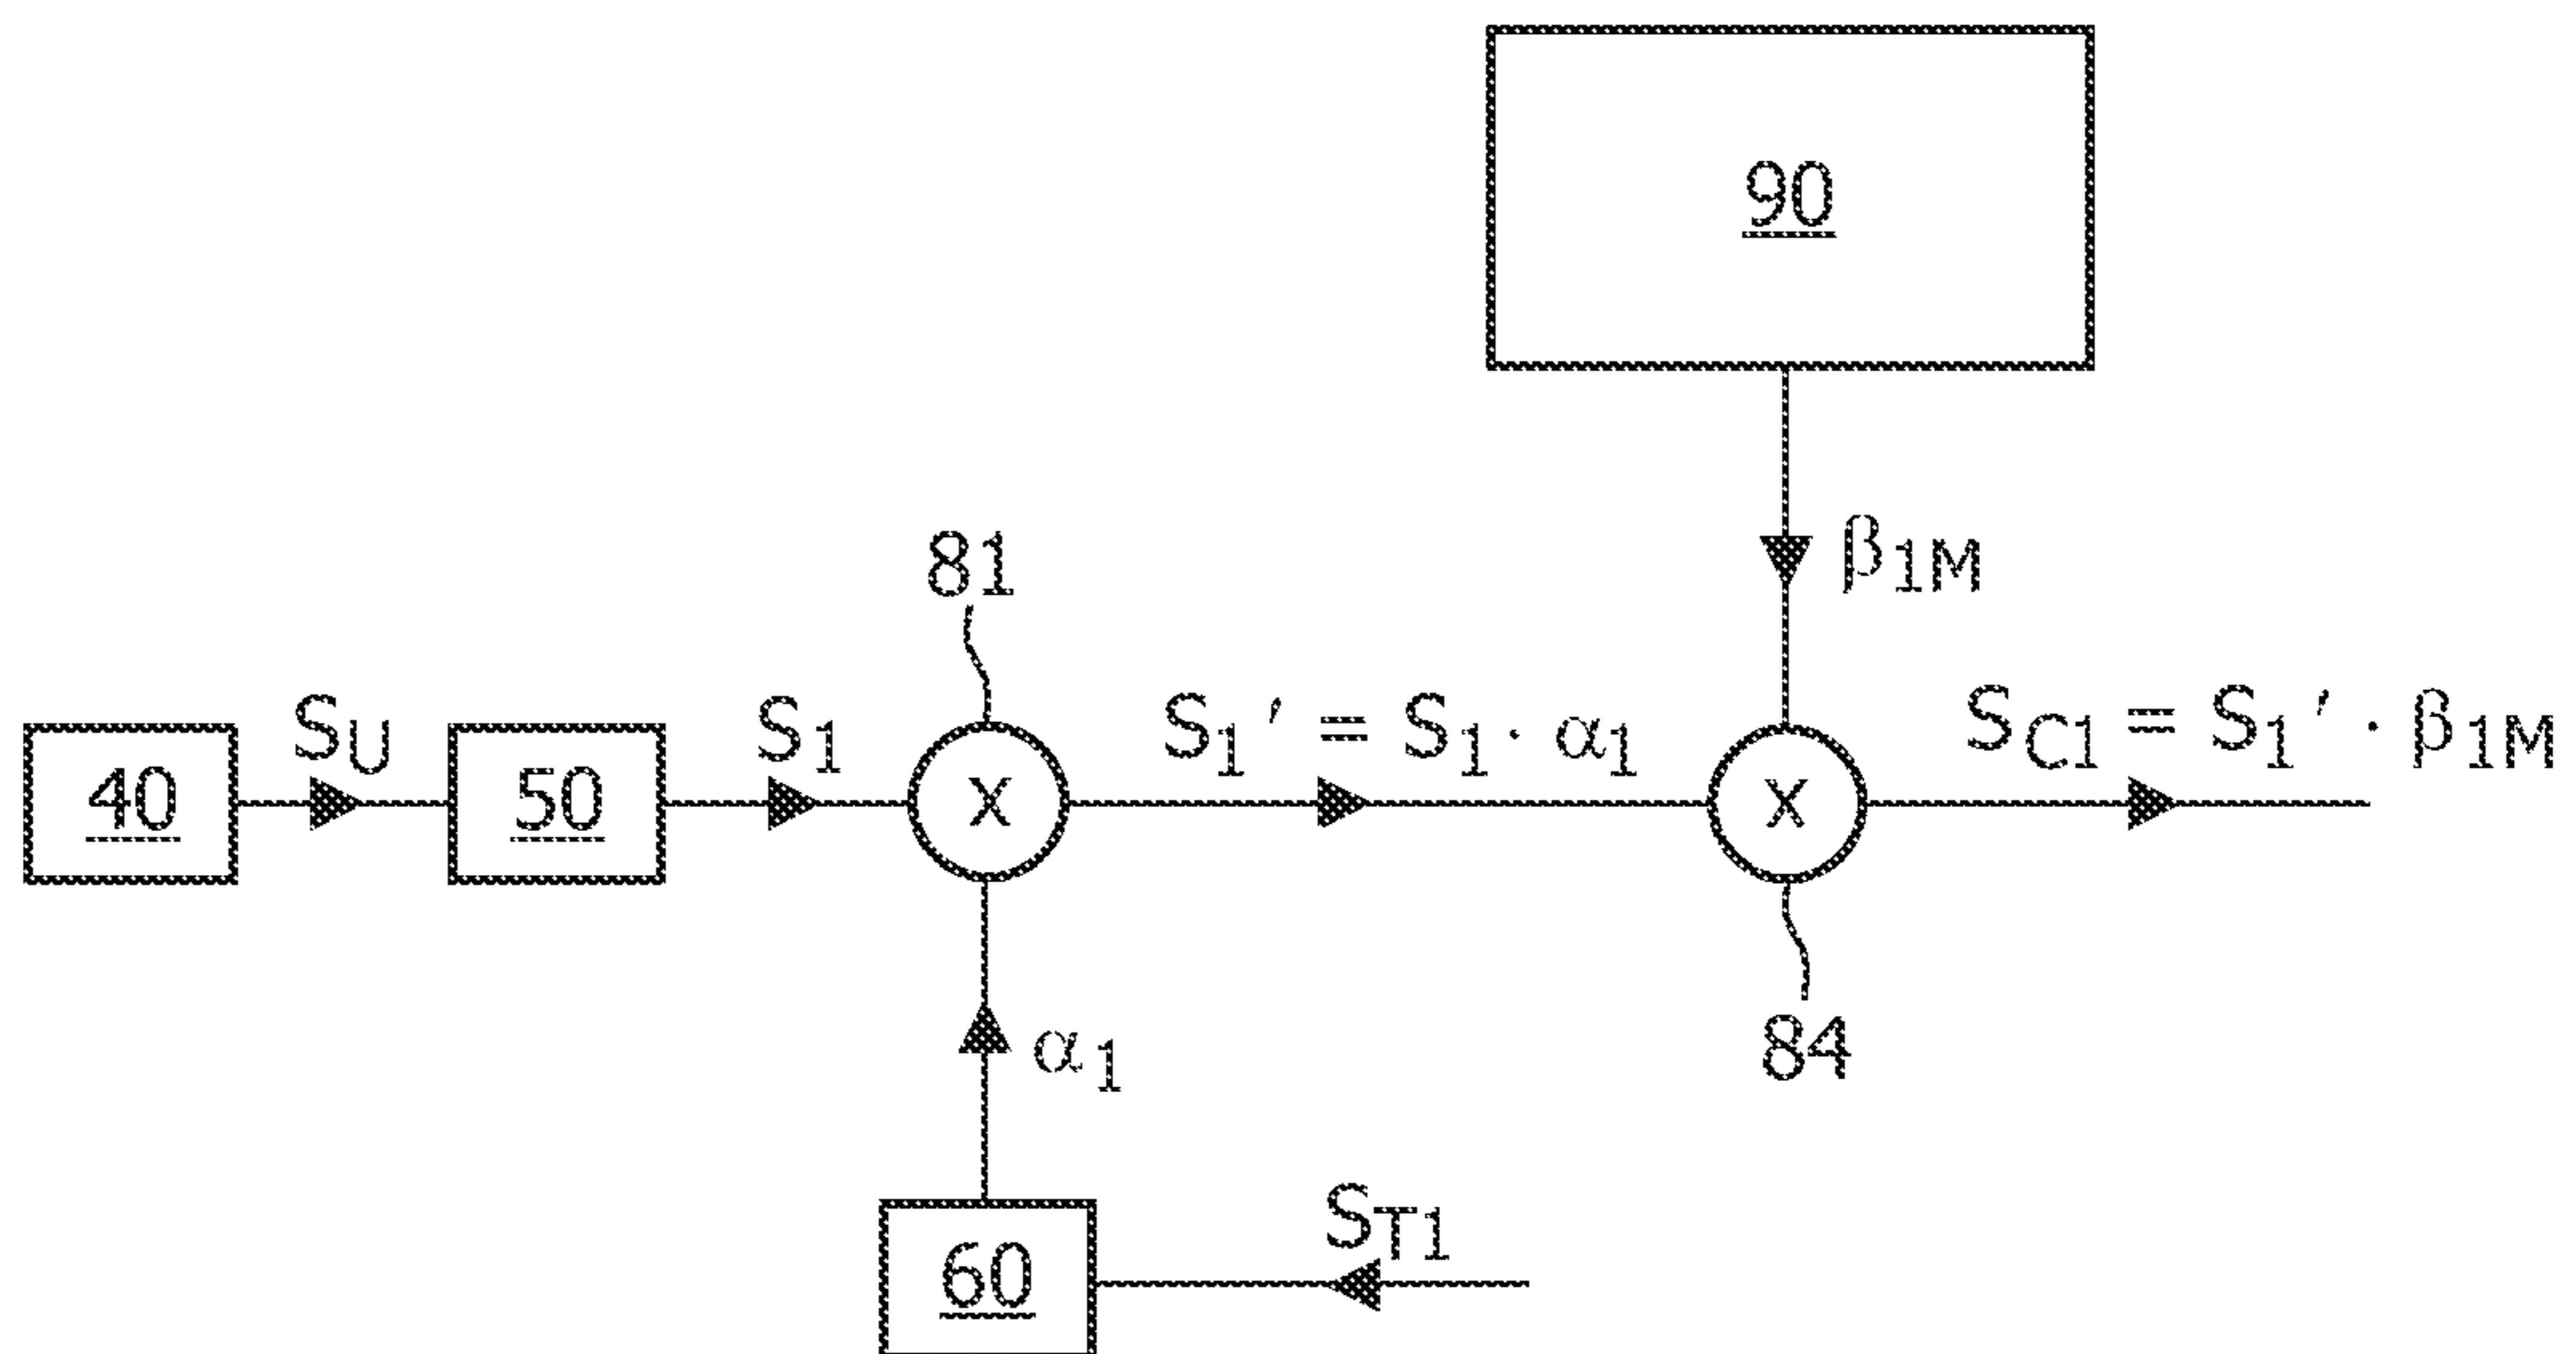 90
β1M
81
SU
S1
S1′ = S1 · α1
SC1 = S1′ · β1M
40
50
X
X
α1
84
ST1
60